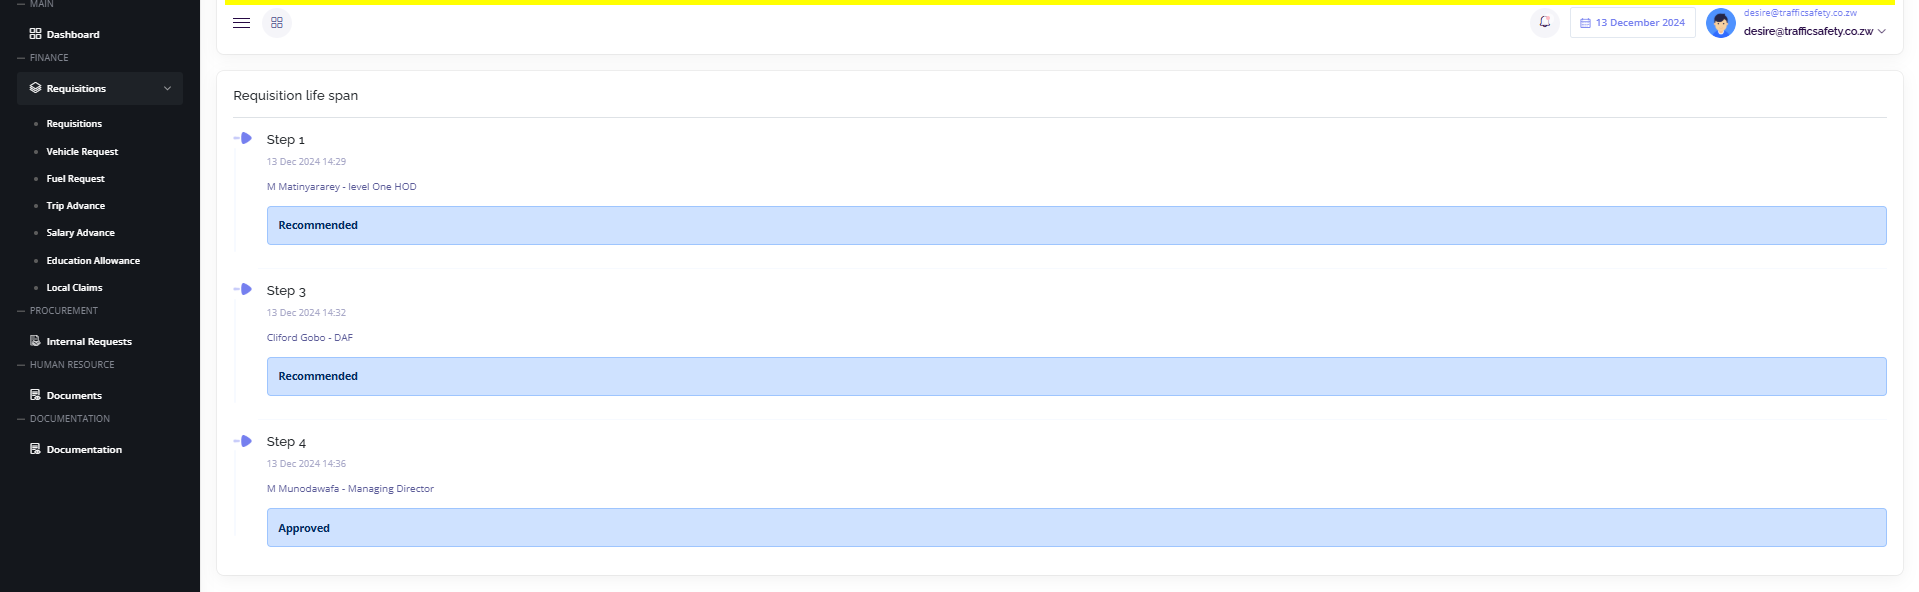 MAIN
Dashboard
FINANCE
Requisitions
Requisitions
Vehicle Request
Fuel Request
Trip Advance
Salary Advance
Education Allowance
Local Claims
PROCUREMENT
Internal Requests
HUMAN RESOURCE
Documents
DOCUMENTATION
Documentation
13 December 2024
desire@trafficsafety.co.zw
desire@trafficsafety.co.zw
Requisition life span
Step 1
13 Dec 2024 14:29
M Matinyararey - level One HOD
Recommended
Step 3
13 Dec 2024 14:32
Cliford Gobo - DAF
Recommended
Step 4
13 Dec 2024 14:36
M Munodawafa - Managing Director
Approved